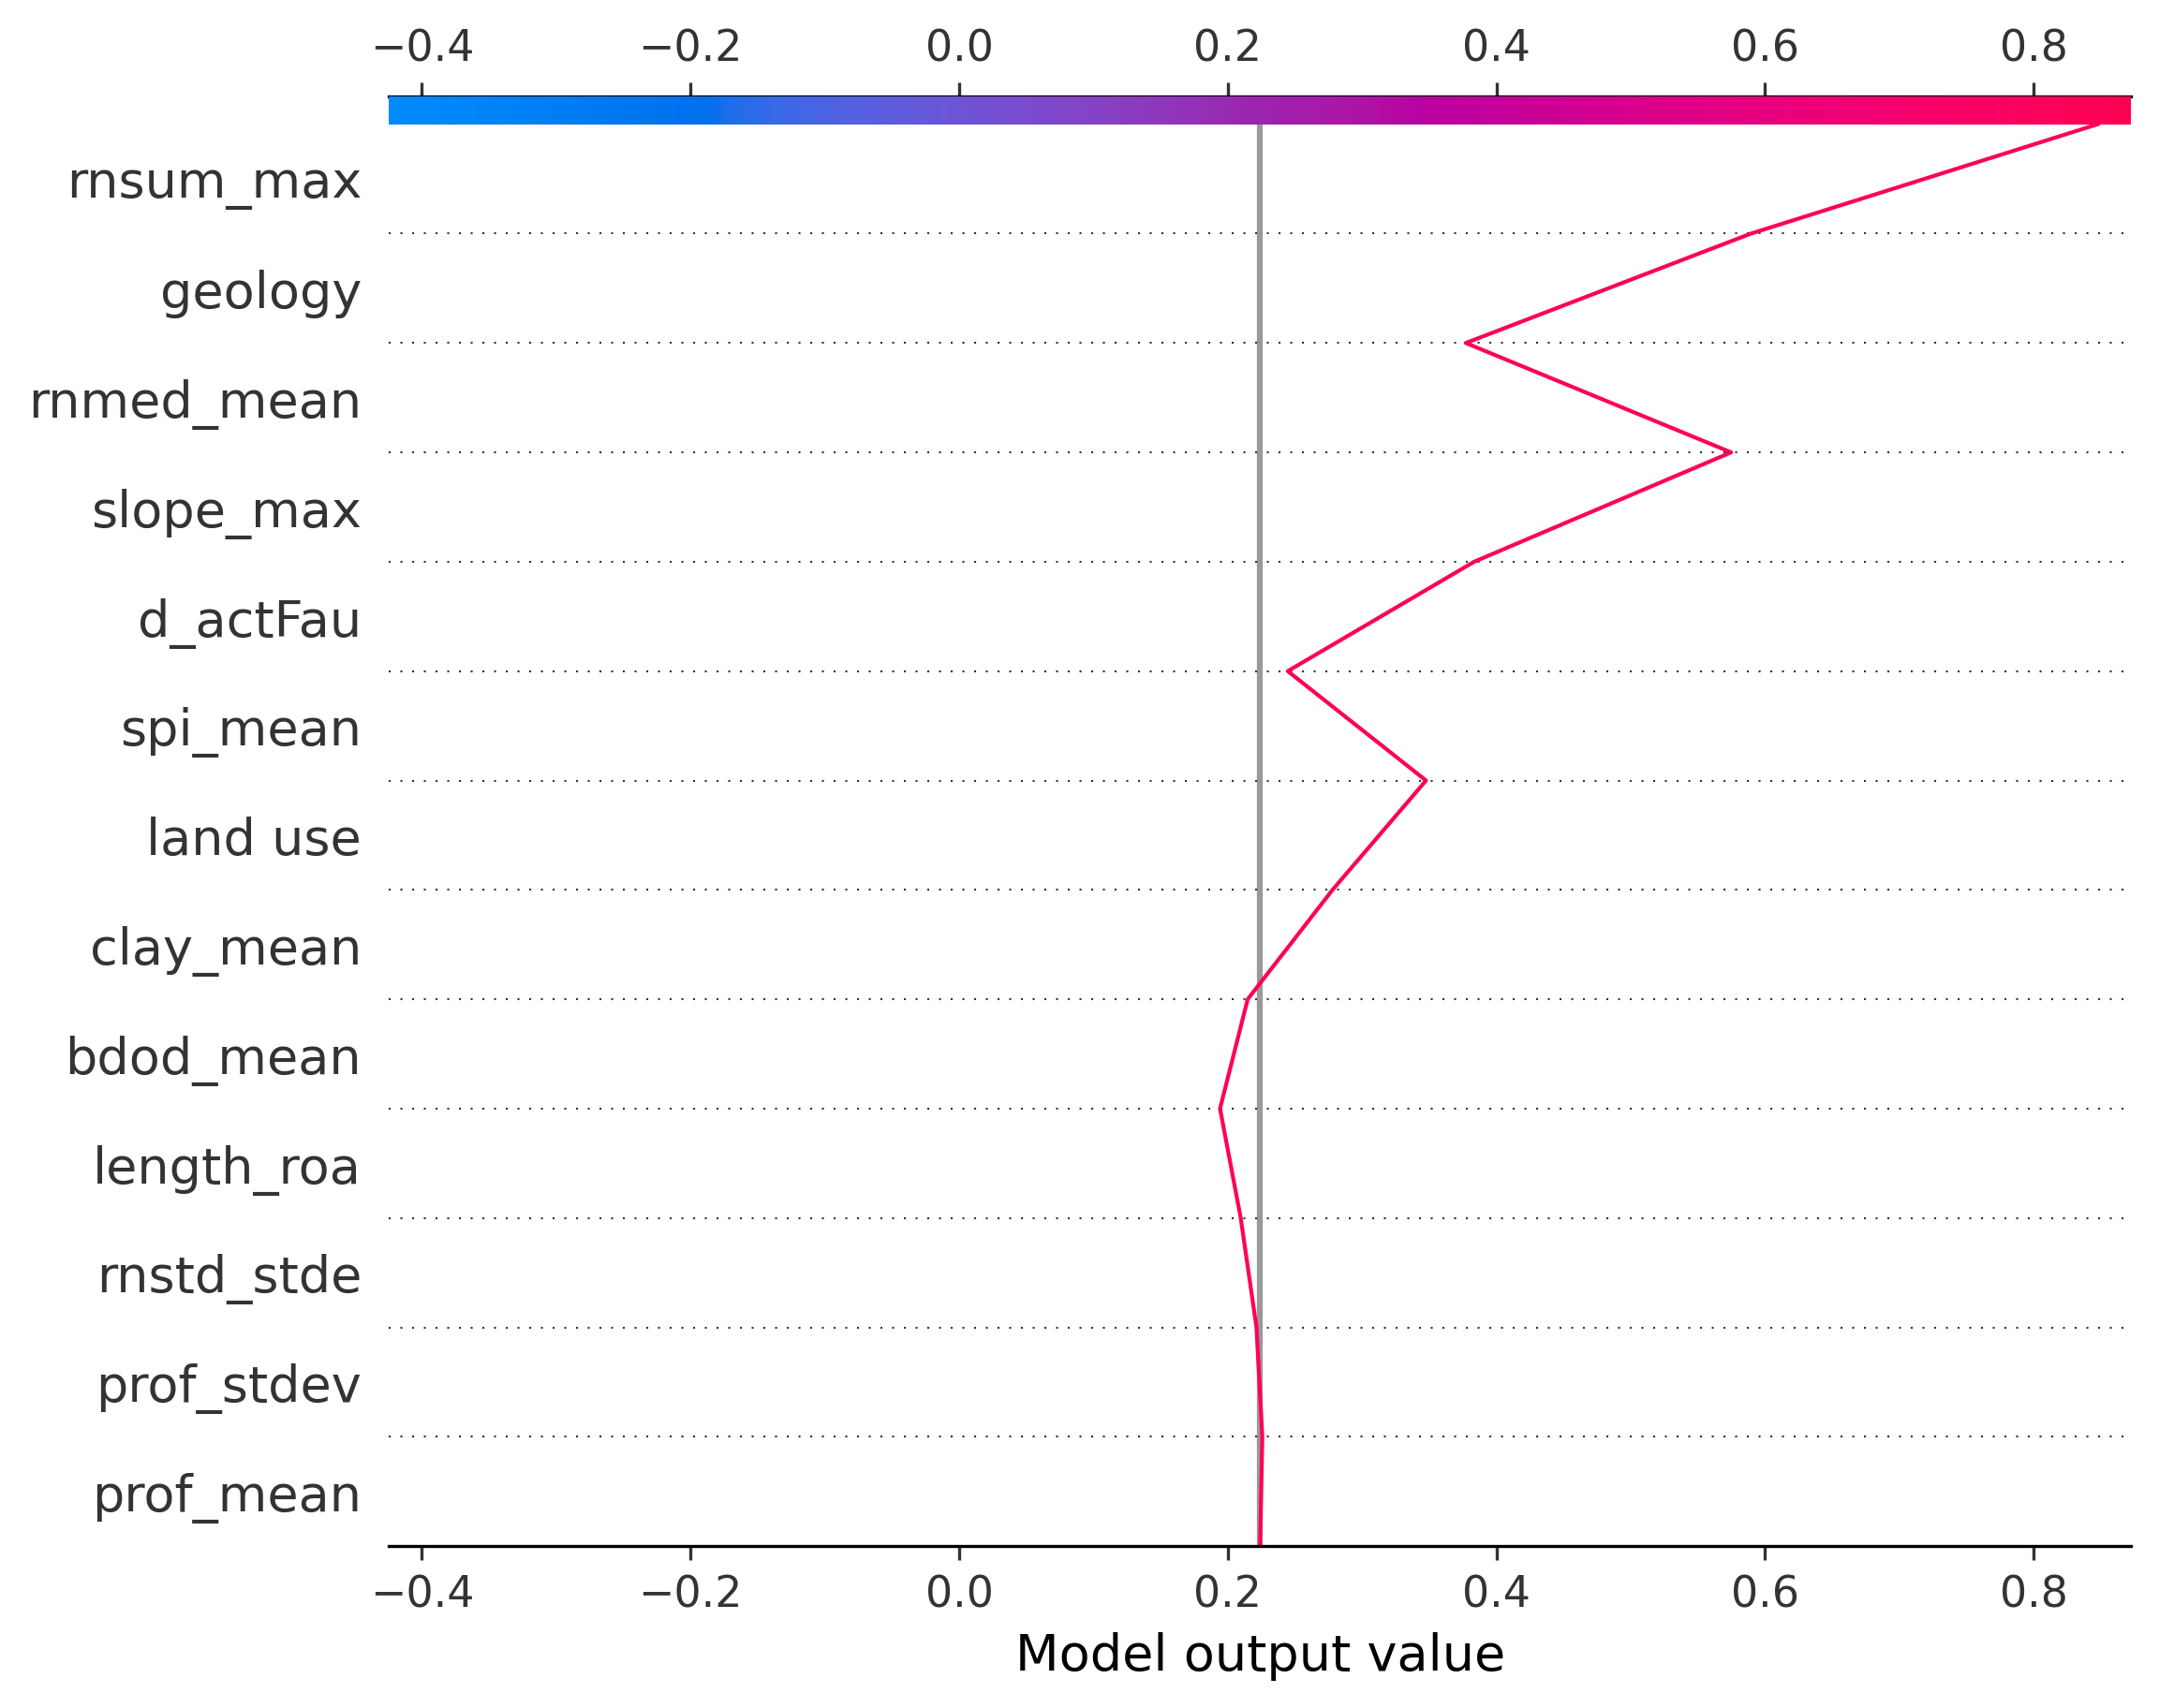 −0.4 −0.2 0.0 0.2 0.4 0.6 0.8
rnsum_max
geology
rnmed_mean
slope_max
d_actFau
spi_mean
land use
clay_mean
bdod_mean
length_roa
rnstd_stde
prof_stdev
prof_mean
−0.4 −0.2 0.0 0.2 0.4 0.6 0.8
Model output value